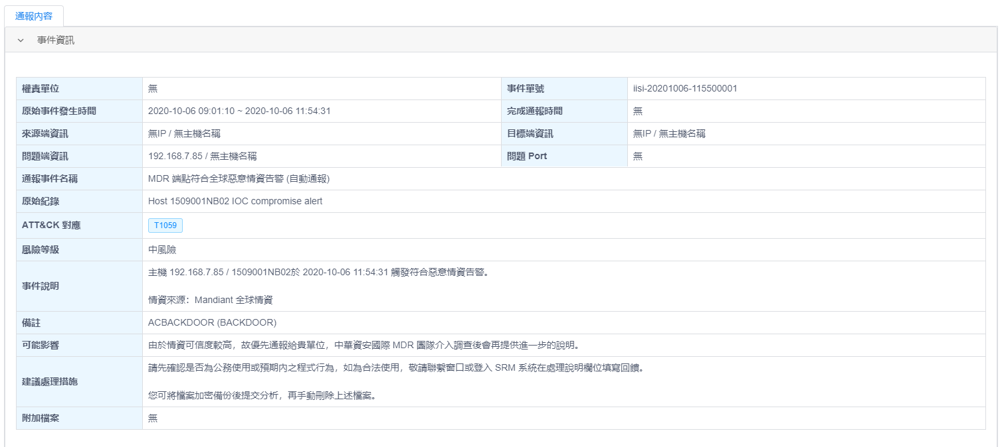 通報內容
事件資訊
權責單位 無 事件單號 iisi-20201006-115500001
原始事件發生時間 2020-10-06 09:01:10 ~ 2020-10-06 11:54:31 完成通報時間 無
來源端資訊 無IP / 無主機名稱 目標端資訊 無IP / 無主機名稱
問題端資訊 192.168.7.85 / 無主機名稱 問題 Port 無
通報事件名稱 MDR 端點符合全球惡意情資告警 (自動通報)
原始紀錄 Host 1509001NB02 IOC compromise alert
ATT&CK 對應 T1059
風險等級 中風險
事件說明 主機 192.168.7.85 / 1509001NB02於 2020-10-06 11:54:31 觸發符合惡意情資告警。
情資來源：Mandiant 全球情資
備註 ACBACKDOOR (BACKDOOR)
可能影響 由於情資可信度較高，故優先通報給貴單位，中華資安國際 MDR 團隊介入調查後會再提供進一步的說明。
建議處理措施 請先確認是否為公務使用或預期內之程式行為，如為合法使用，敬請聯繫窗口或登入 SRM 系統在處理說明欄位填寫回饋。
您可將檔案加密備份後提交分析，再手動刪除上述檔案。
附加檔案 無